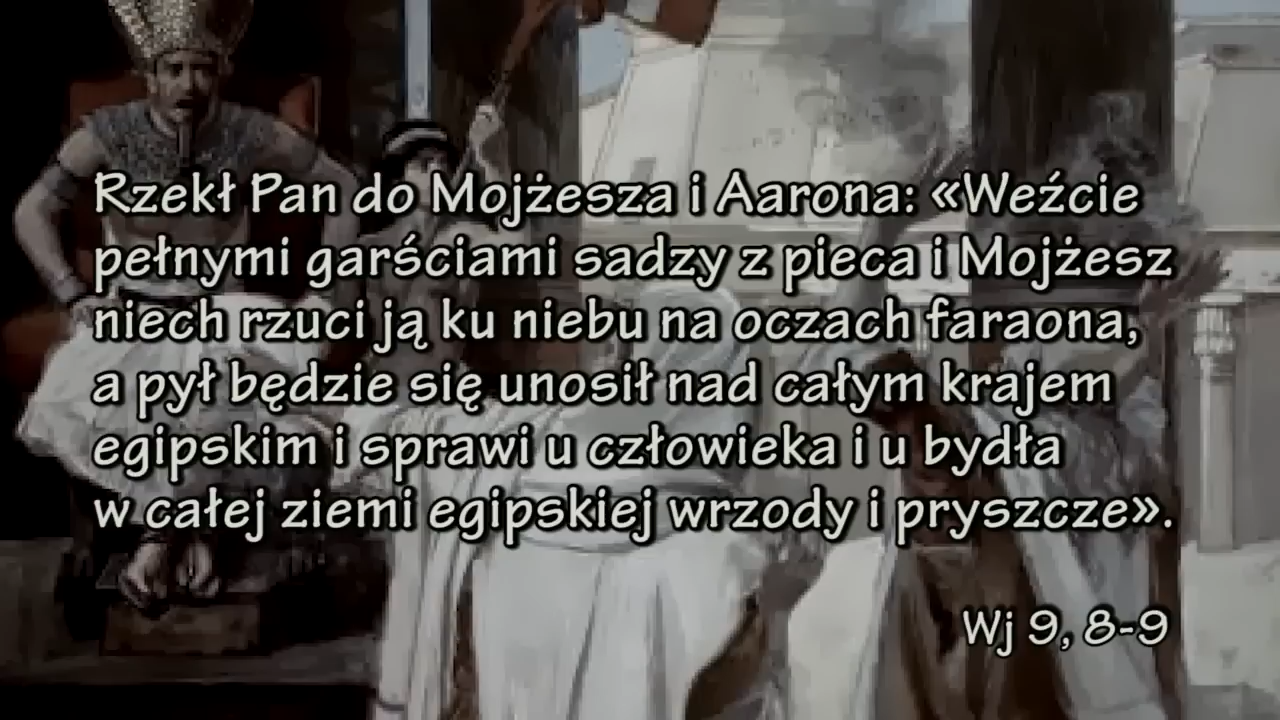 Rzekł Pan do Mojżesza i Aarona: «Weźcie
pełnymi garściami sadzy z pieca i Mojżesz
niech rzuci ją ku niebu na oczach faraona,
a pył będzie się unosił nad całym krajem
egipskim i sprawi u człowieka i u bydła
w całej ziemi egipskiej wrzody i pryszcze».
Wj 9, 8-9